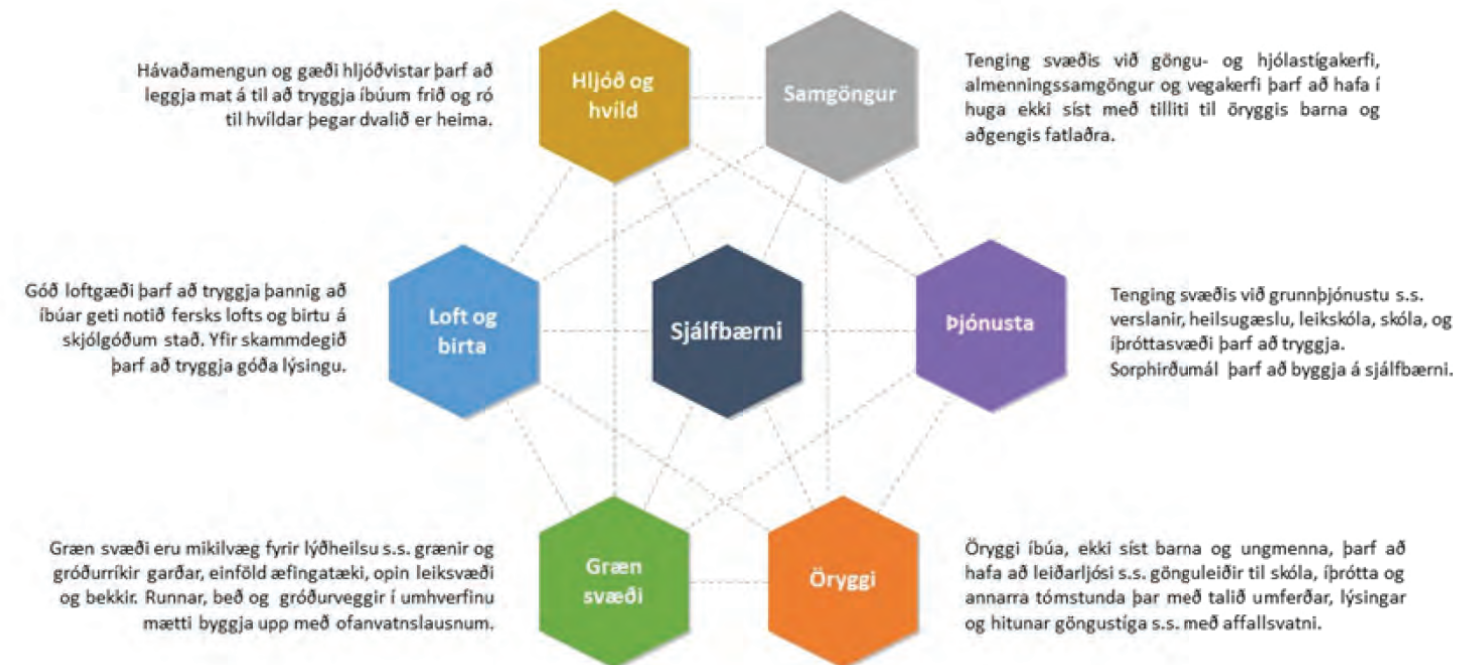 Hávaðamengun og gæði hljóðvistar þarf að
leggja mat á til að tryggja íbúum frið og ró
til hvíldar þegar dvalið er heima.
Hljóð og
hvíld
Samgöngur
Tenging svæðis við göngu- og hjólastígakerfi,
almenningssamgöngur og vegakerfi þarf að hafa í
huga ekki síst með tilliti til öryggis barna og
aðgengis fatlaðra.
Góð loftgæði þarf að tryggja þannig að
íbúar geti notið fersks lofts og birtu á
skjólgóðum stað. Yfir skammdegið
þarf að tryggja góða lýsingu.
Loft og
birta
Sjálfbærni
Þjónusta
Tenging svæðis við grunnþjónustu s.s.
verslanir, heilsugæslu, leikskóla, skóla, og
íþróttasvæði þarf að tryggja.
Sorphirðumál þarf að byggja á sjálfbærni.
Græn svæði eru mikilvæg fyrir lýðheilsu s.s. grænir og
gróðurríkir garðar, einföld æfingatæki, opin leiksvæði
og bekkir. Runnar, beð og gróðurveggir í umhverfinu
mætti byggja upp með ofanvatnslausnum.
Græn
svæði
Öryggi
Öryggi íbúa, ekki síst barna og ungmenna, þarf að
hafa að leiðarljósi s.s. gönguleiðir til skóla, íþrótta og
annarra tómstunda þar með talið umferðar, lýsingar
og hitunar göngustíga s.s. með affallsvatni.